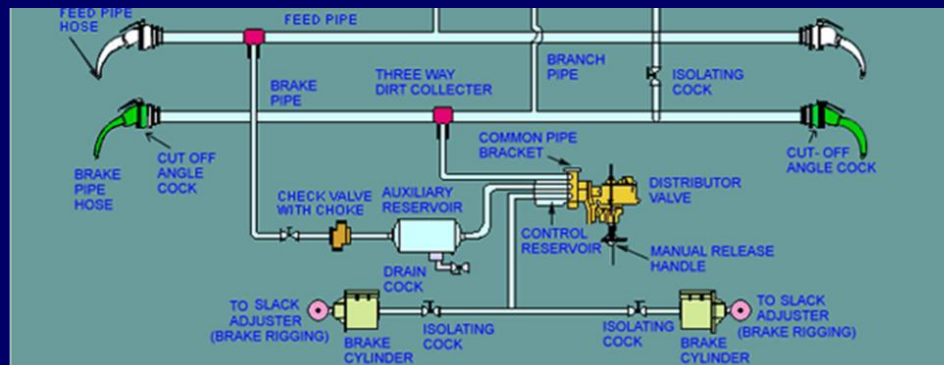 FEED PIPE
HOSE
FEED PIPE
BRAKE
PIPE
THREE WAY
DIRT COLLECTER
BRANCH
PIPE
ISOLATING
COCK
BRAKE
PIPE
HOSE
CUT OFF
ANGLE
COCK
COMMON PIPE
BRACKET
CUT- OFF
ANGLE COCK
CHECK VALVE
WITH CHOKE
AUXILIARY
RESERVOIR
DISTRIBUTOR
VALVE
CONTROL
RESERVOIR
MANUAL RELEASE
HANDLE
DRAIN
COCK
TO SLACK
ADJUSTER
(BRAKE RIGGING)
BRAKE
CYLINDER
ISOLATING
COCK
ISOLATING
COCK
BRAKE
CYLINDER
TO SLACK
ADJUSTER
(BRAKE RIGGING)